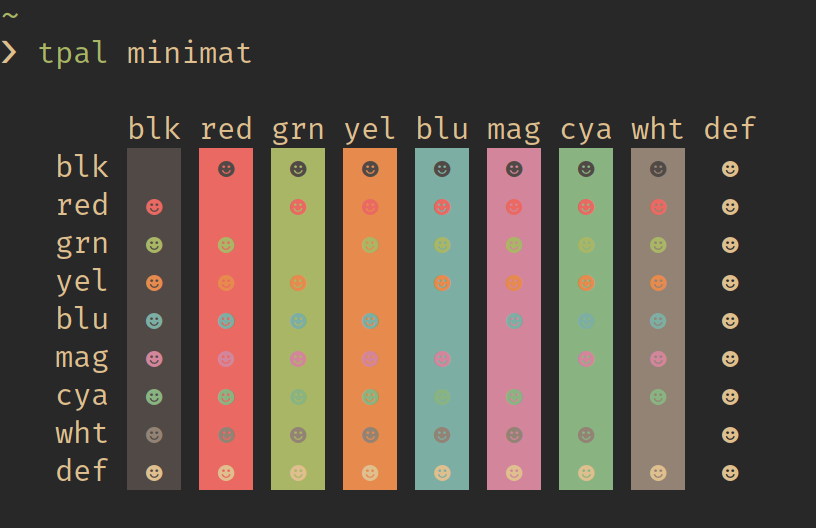 ~
❯ tpal minimat
blk red grn yel blu mag cya wht def
blk ☻ ☻ ☻ ☻ ☻ ☻ ☻ ☻
red ☻ ☻ ☻ ☻ ☻ ☻ ☻ ☻
grn ☻ ☻ ☻ ☻ ☻ ☻ ☻ ☻
yel ☻ ☻ ☻ ☻ ☻ ☻ ☻ ☻
blu ☻ ☻ ☻ ☻ ☻ ☻ ☻ ☻
mag ☻ ☻ ☻ ☻ ☻ ☻ ☻ ☻
cya ☻ ☻ ☻ ☻ ☻ ☻ ☻ ☻
wht ☻ ☻ ☻ ☻ ☻ ☻ ☻ ☻
def ☻ ☻ ☻ ☻ ☻ ☻ ☻ ☻ ☻